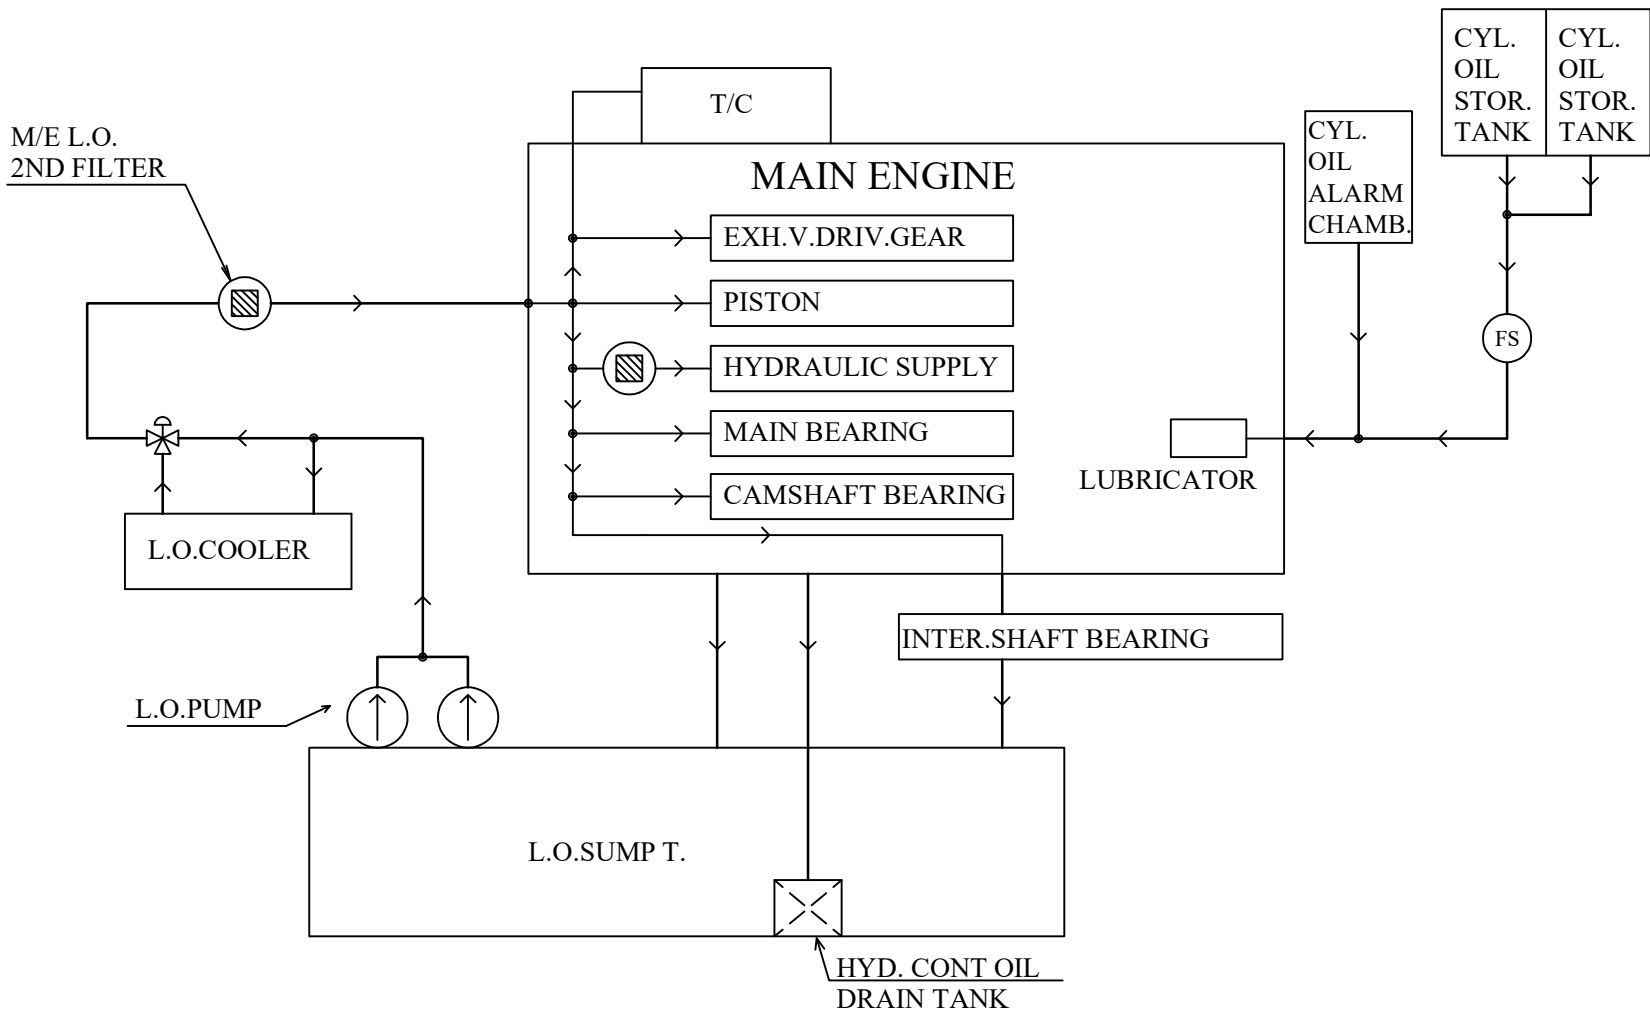 CYL.
OIL
STOR.
TANK
CYL.
OIL
STOR.
TANK
T/C
M/E L.O.
2ND FILTER
CYL.
OIL
ALARM
CHAMB.
MAIN ENGINE
EXH.V.DRIV.GEAR
PISTON
HYDRAULIC SUPPLY
FS
MAIN BEARING
LUBRICATOR
CAMSHAFT BEARING
L.O.COOLER
INTER.SHAFT BEARING
L.O.PUMP
L.O.SUMP T.
HYD. CONT OIL
DRAIN TANK